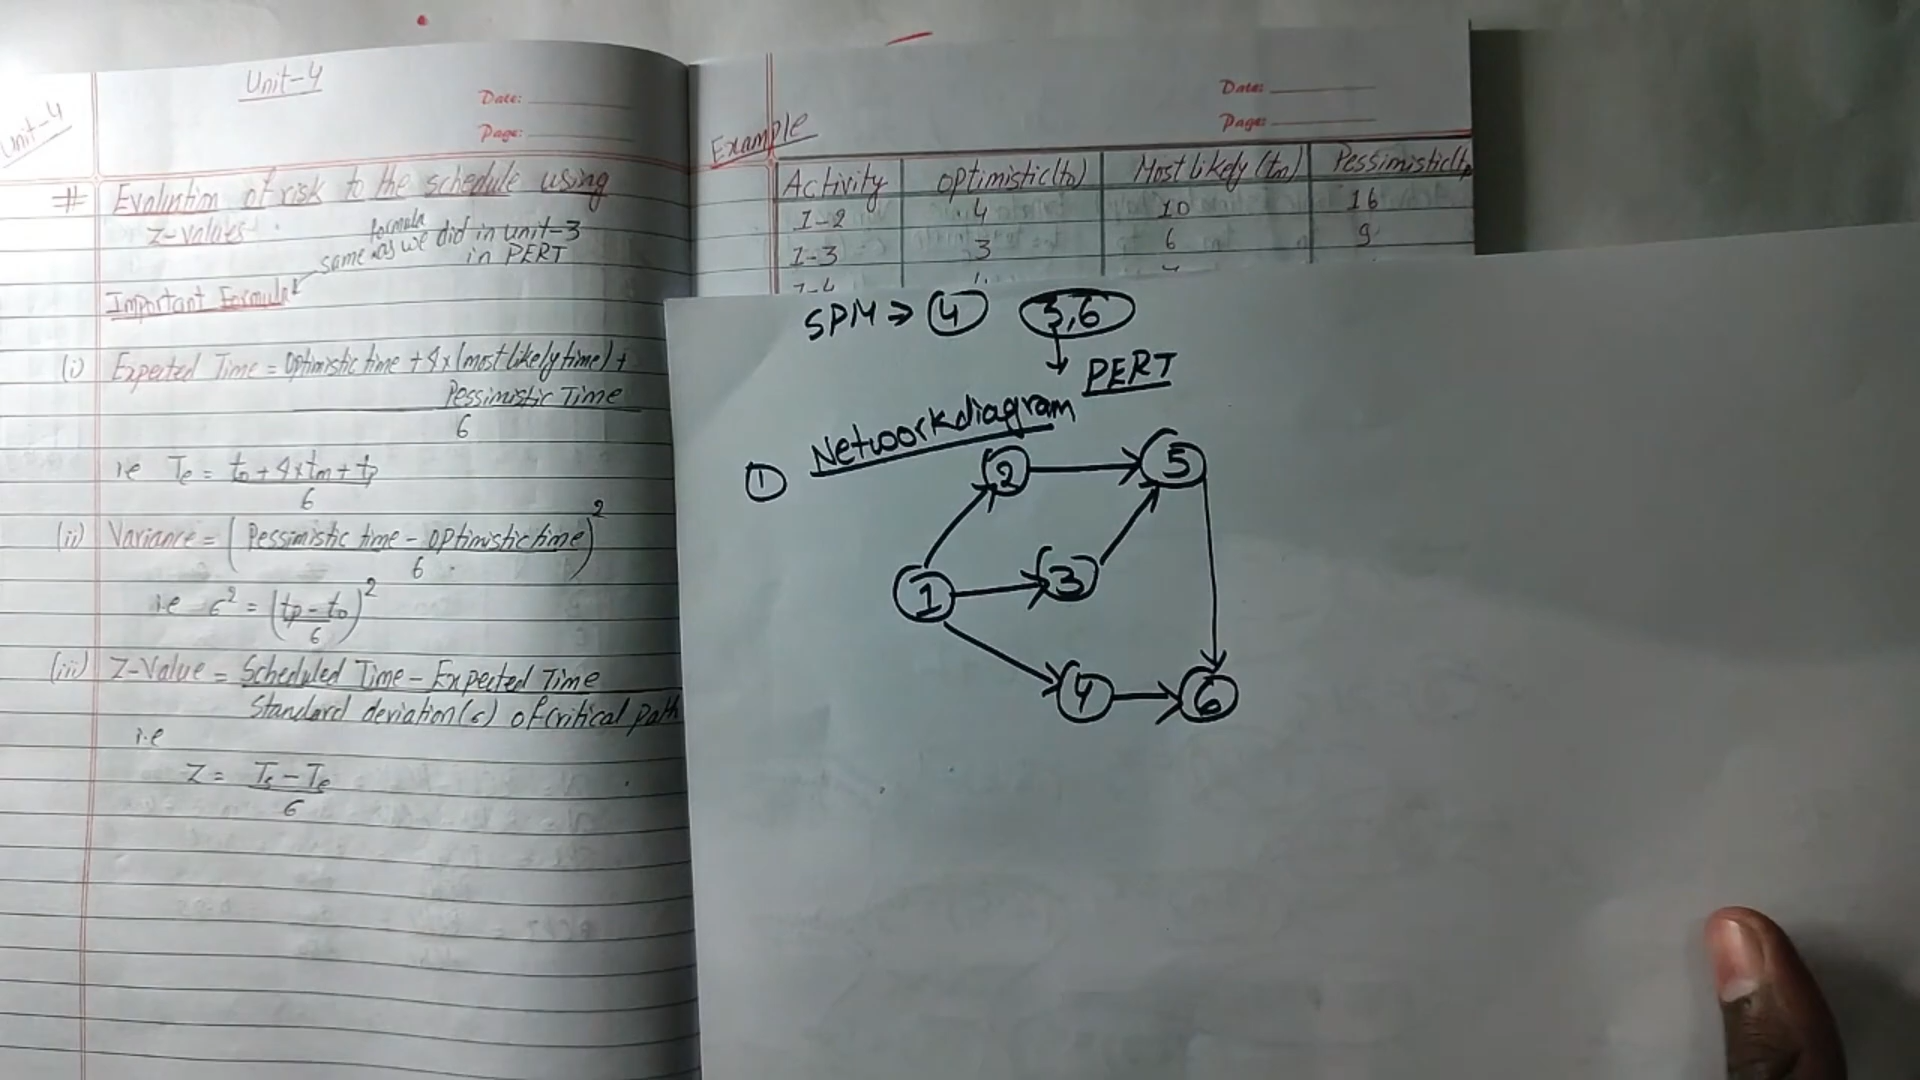 Unit-4
Unit-4
Date:
Page:
# Evaluation of risk to the schedule using
Z-values.
formula
same as we did in unit-3
in PERT
Important Formula
(i) Expected Time = Optimistic time + 4x(most likely time) +
Pessimistic Time
6
i.e Te = to + 4xtm + tp
6
(ii) Variance = (Pessimistic time - optimistic time)2
6
i.e σ2 = (tp - to)2
6
(iii) Z-Value = Scheduled Time - Expected Time
Standard deviation(σ) of critical path
i.e
Z = Ts - Te
σ
Date:
Page:
Example
Activity optimistic(to) Most likely (tm) Pessimistic(tp
1-2 4 10 16
1-3 3 6 9
1-4
SPM ⇒ 4 3,6
PERT
1 Network diagram
2 5
1 3
4 6